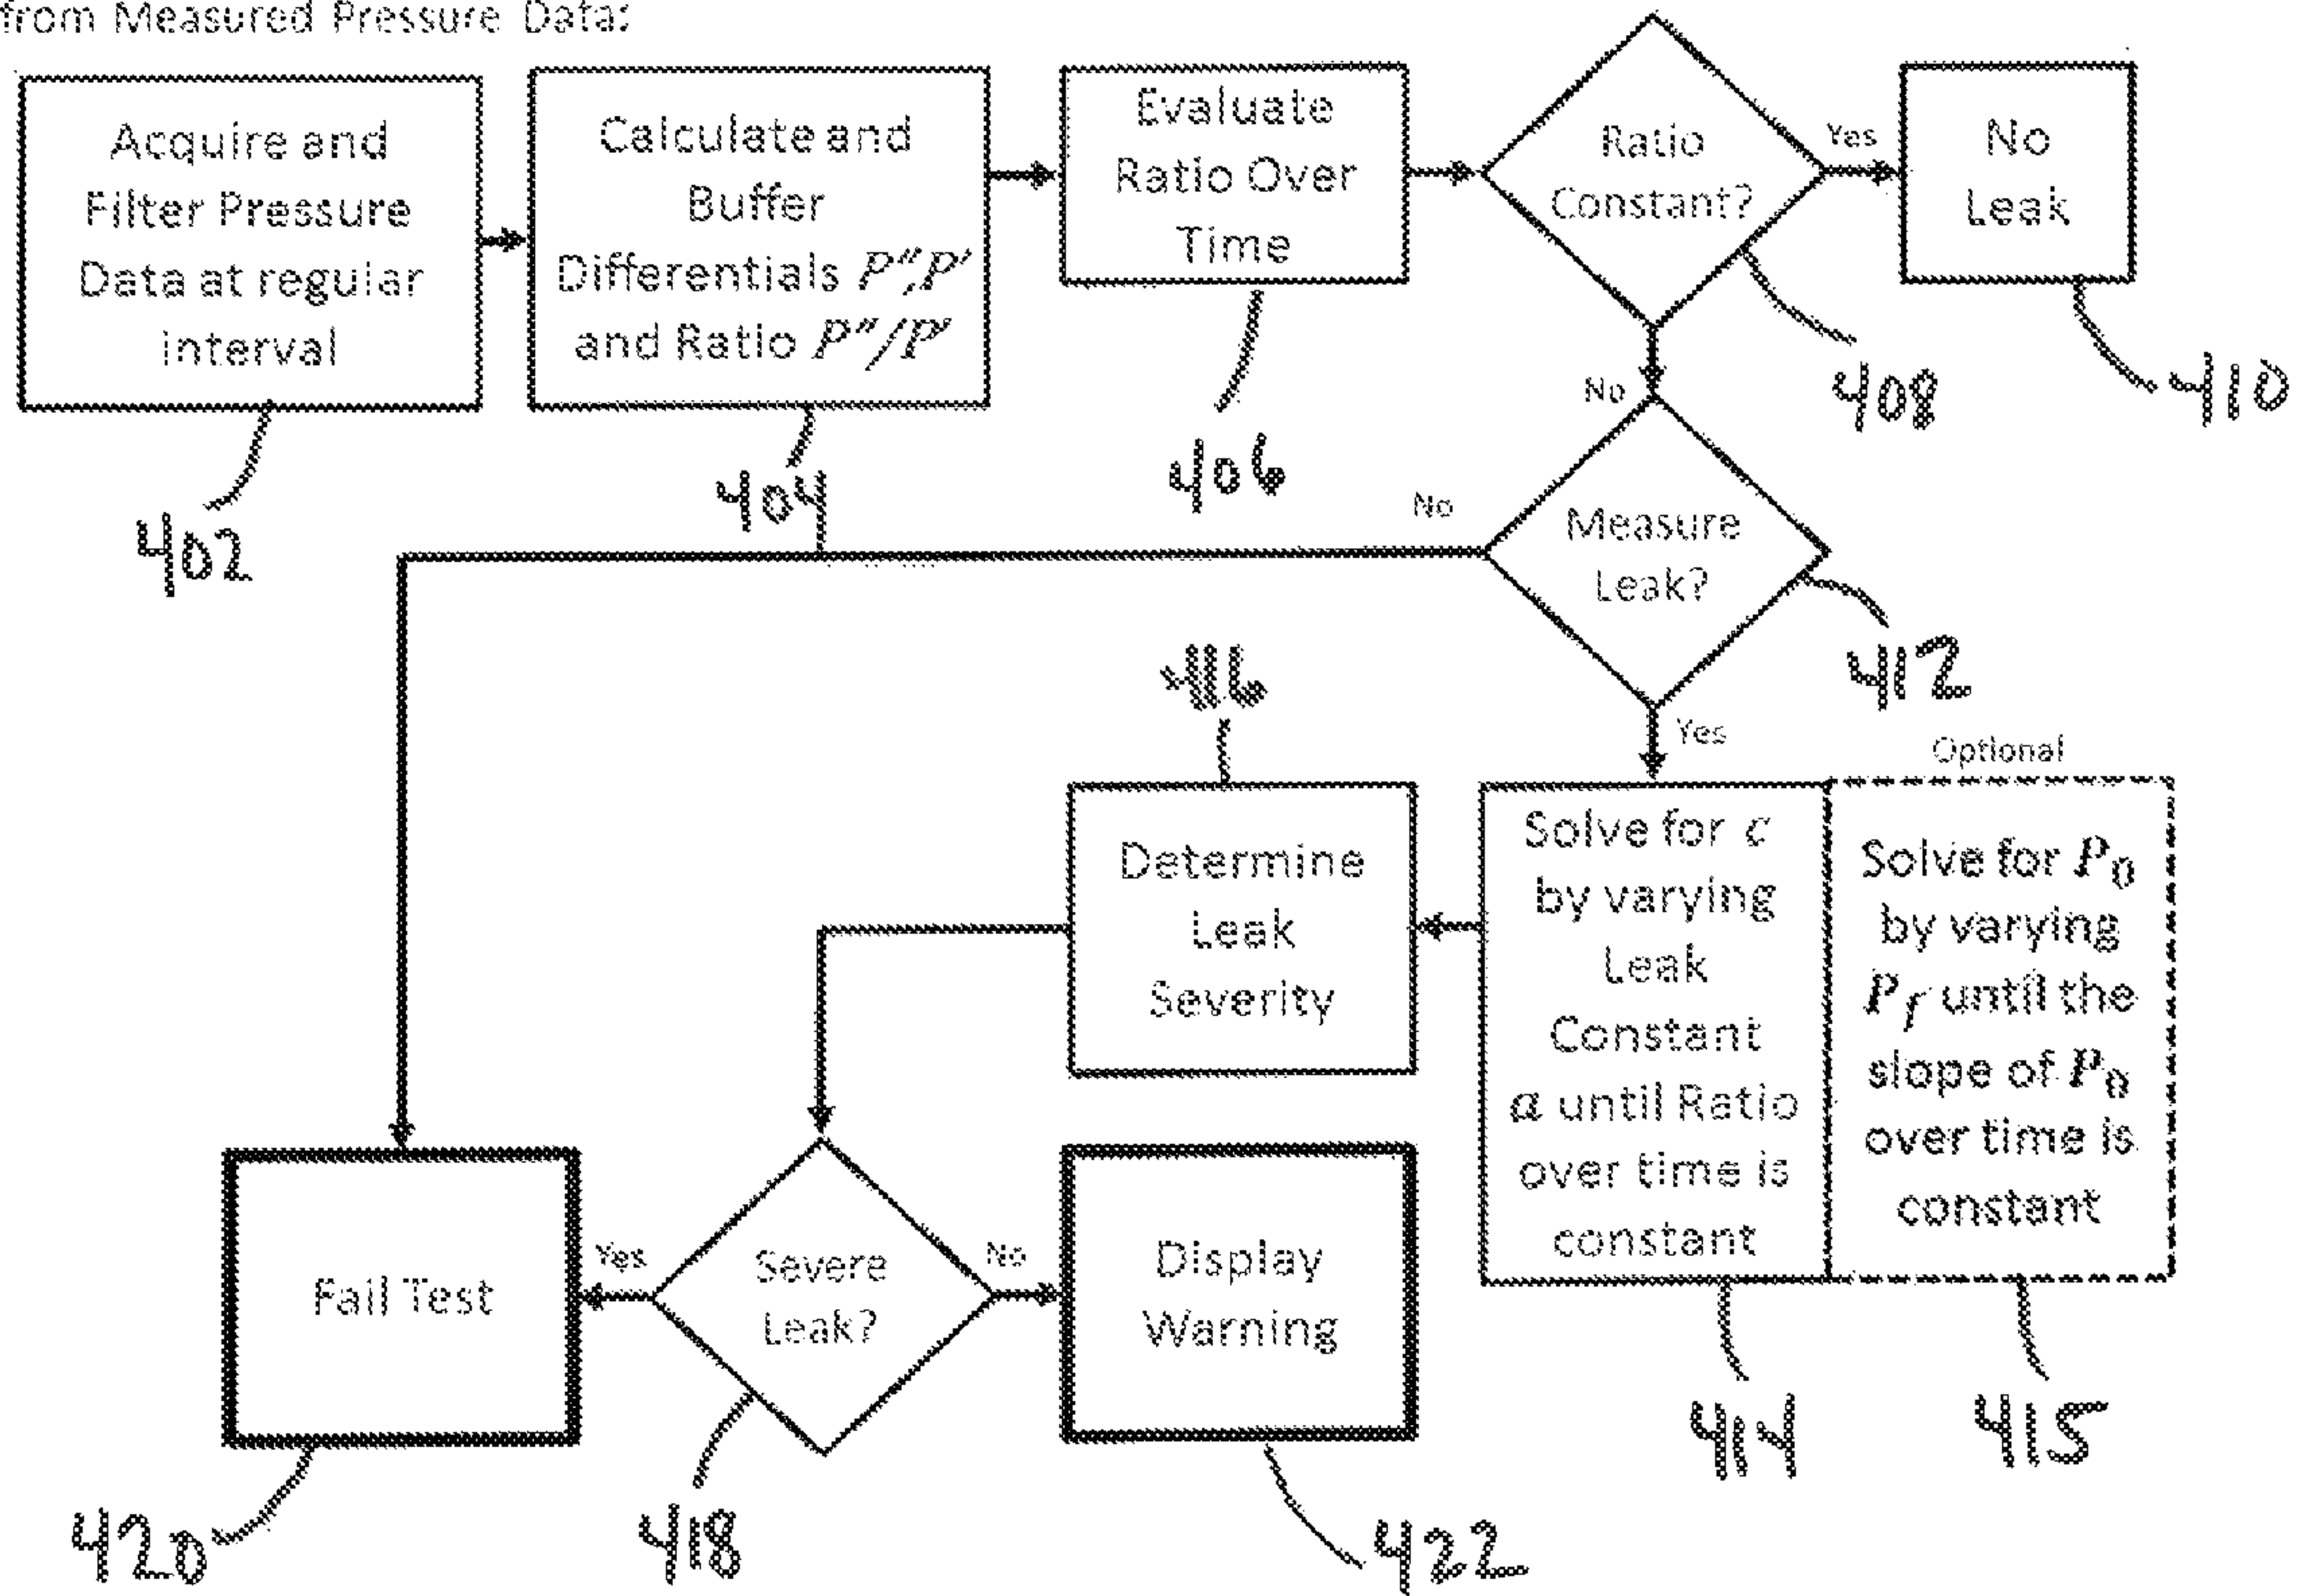 from Measured Pressure Data:
Acquire and
Filter Pressure
Data at regular
interval
402
Calculate and
Buffer
Differentials P'',P'
and Ratio P''/P'
404
Evaluate
Ratio Over
Time
406
Ratio
Constant?
408
Yes
No
Leak
410
No
Measure
Leak?
412
No
Yes
Optional
Solve for c
by varying
Leak
Constant
α until Ratio
over time is
constant
414
Solve for P₀
by varying
P_f until the
slope of P₀
over time is
constant
415
416
Determine
Leak
Severity
Severe
Leak?
418
Yes
Fail Test
420
No
Display
Warning
422